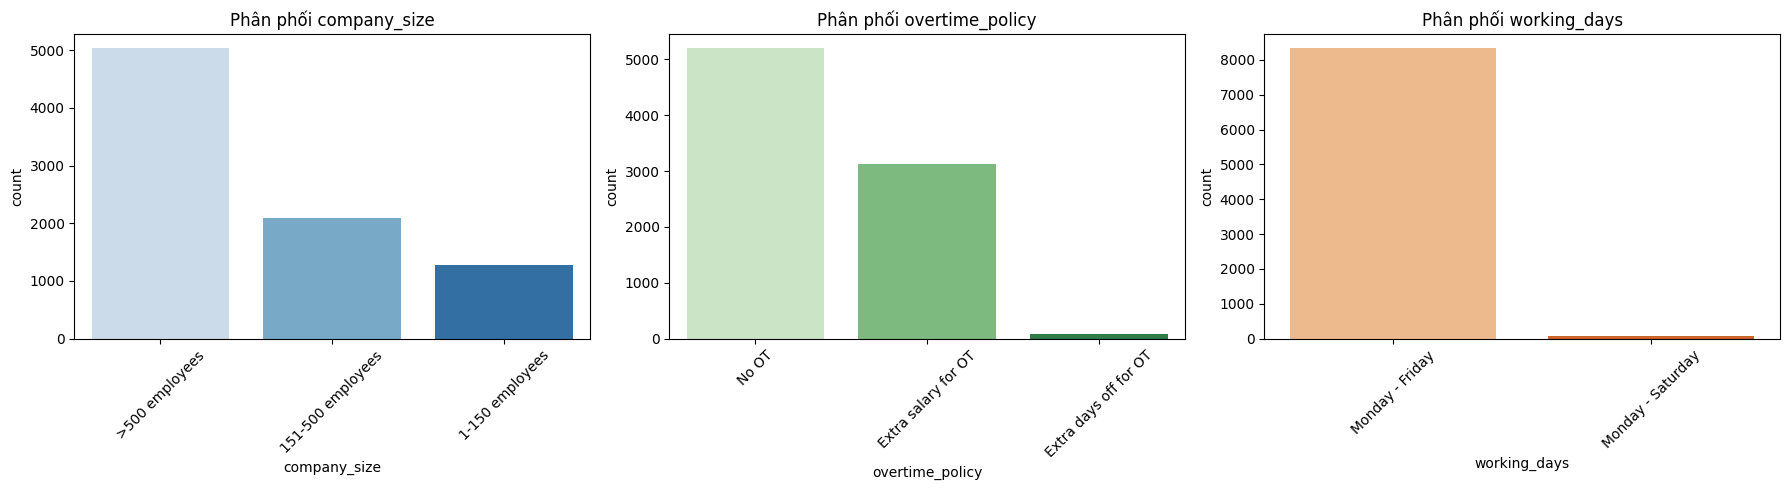 Phân phối company_size
5000
4000
3000
2000
1000
0
count
>500 employees
151-500 employees
1-150 employees
company_size
Phân phối overtime_policy
5000
4000
3000
2000
1000
0
count
No OT
Extra salary for OT
Extra days off for OT
overtime_policy
Phân phối working_days
8000
7000
6000
5000
4000
3000
2000
1000
0
count
Monday - Friday
Monday - Saturday
working_days